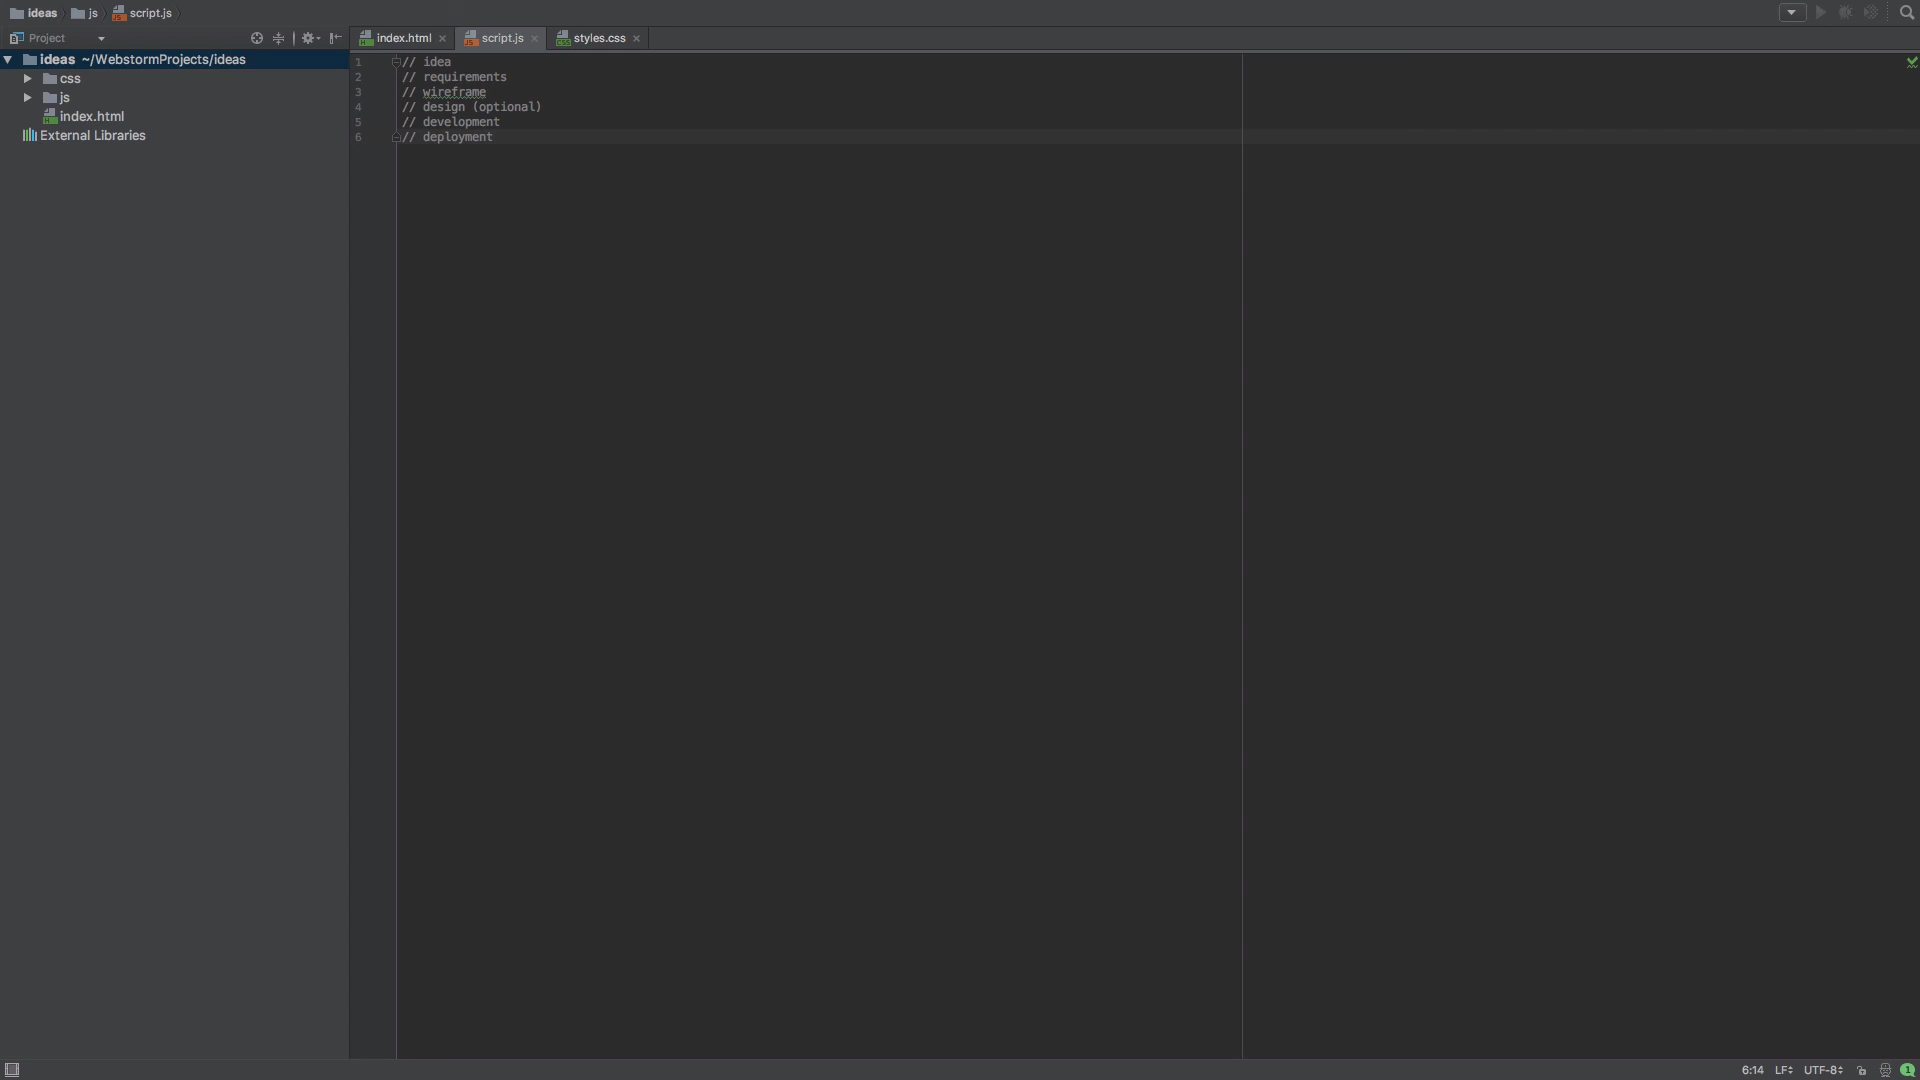 ideas js script.js
Project
index.html script.js styles.css
ideas ~/WebstormProjects/ideas
css
js
index.html
External Libraries
1 // idea
2 // requirements
3 // wireframe
4 // design (optional)
5 // development
6 // deployment
6:14 LF UTF-8 1